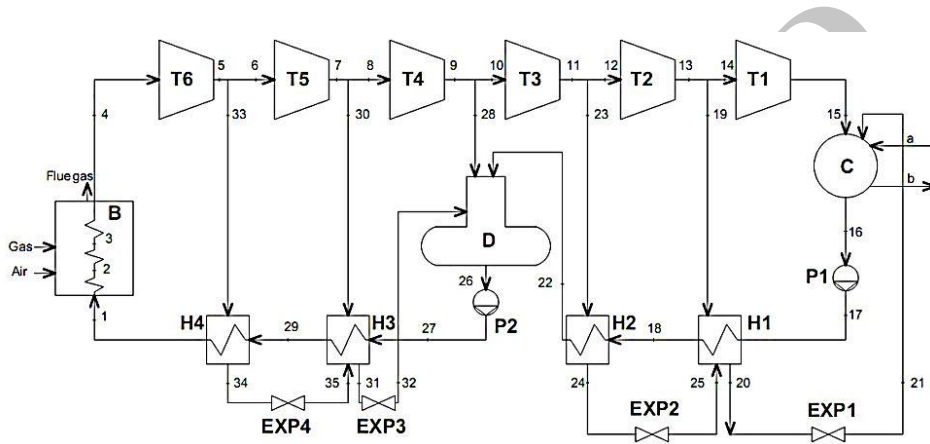 T6 5 6 T5 7 8 T4 9 10 T3 11 12 T2 13 14 T1
4 33 30 28 23 19 15
a
C
b
Flue gas
B
Gas
3
Air
2
D
16
26
22
P1
P2
17
1
H4 29 H3 27 H2 18 H1
34 35 31 32 24 25 20 21
EXP4 EXP3 EXP2 EXP1